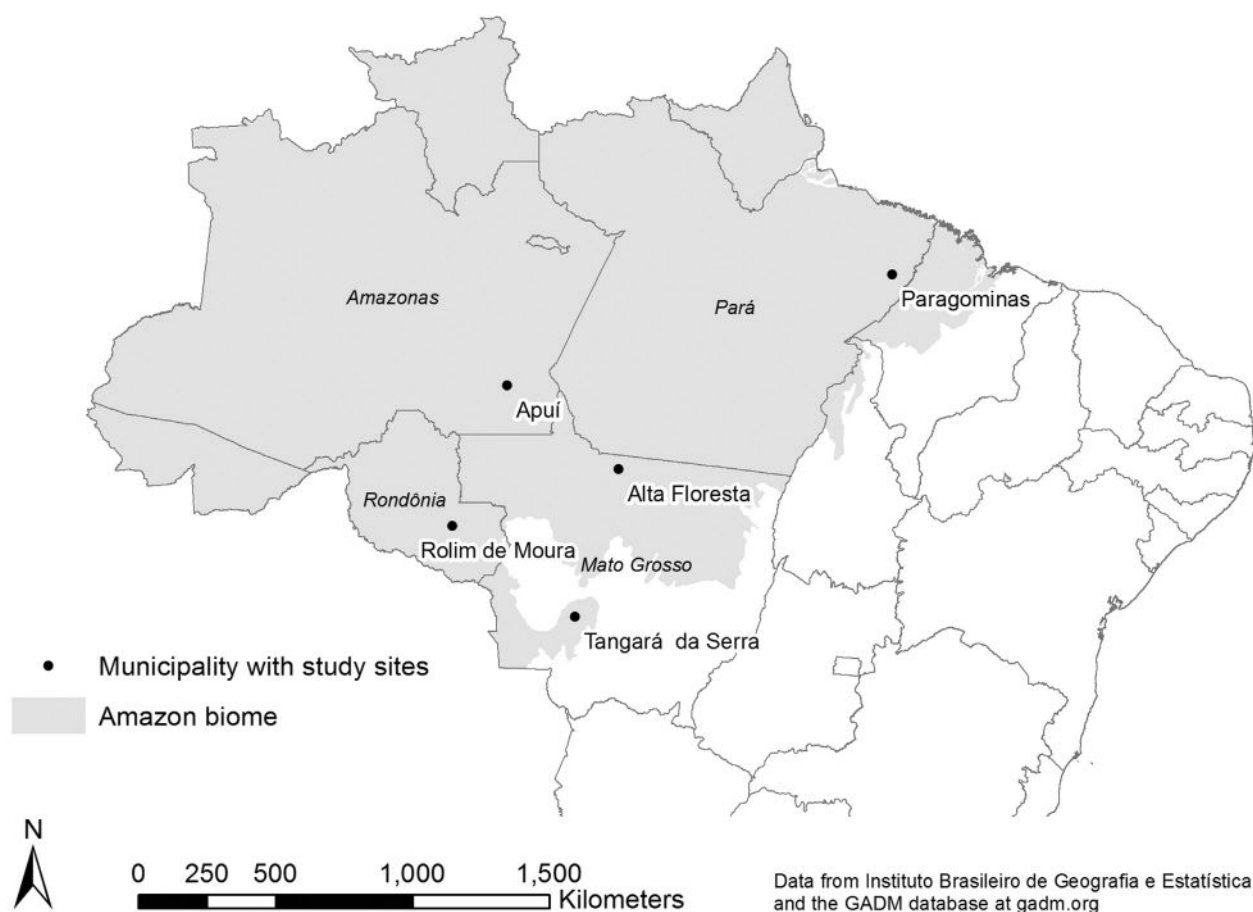 Amazonas
Pará
Paragominas
Apuí
Alta Floresta
Rondônia
Rolim de Moura
Mato Grosso
Tangará da Serra
Municipality with study sites
Amazon biome
N
0 250 500 1,000 1,500
Kilometers
Data from Instituto Brasileiro de Geografia e Estatística
and the GADM database at gadm.org